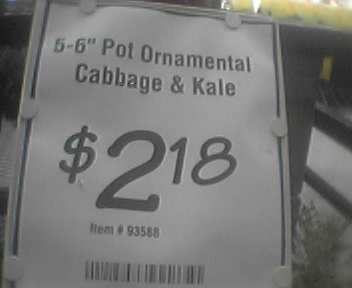 5-6" Pot Ornamental
Cabbage & Kale
$218
Item # 93588